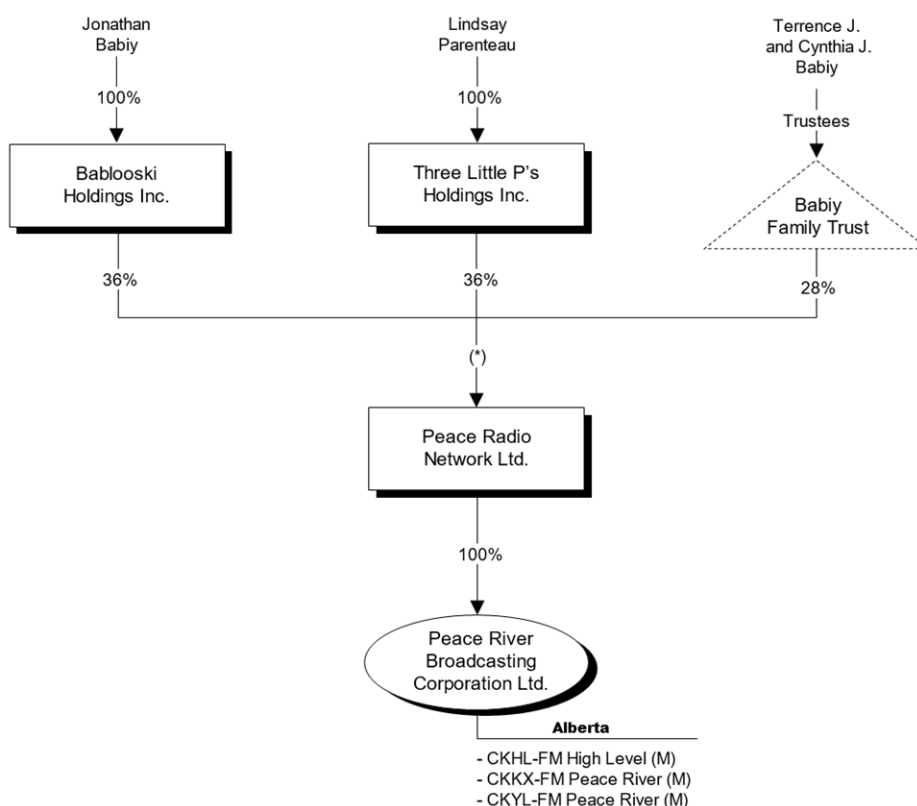 Jonathan
Babiy
Lindsay
Parenteau
Terrence J.
and Cynthia J.
Babiy
100%
100%
Trustees
Bablooski
Holdings Inc.
Three Little P's
Holdings Inc.
Babiy
Family Trust
36%
36%
28%
(*)
Peace Radio
Network Ltd.
100%
Peace River
Broadcasting
Corporation Ltd.
Alberta
- CKHL-FM High Level (M)
- CKKX-FM Peace River (M)
- CKYL-FM Peace River (M)